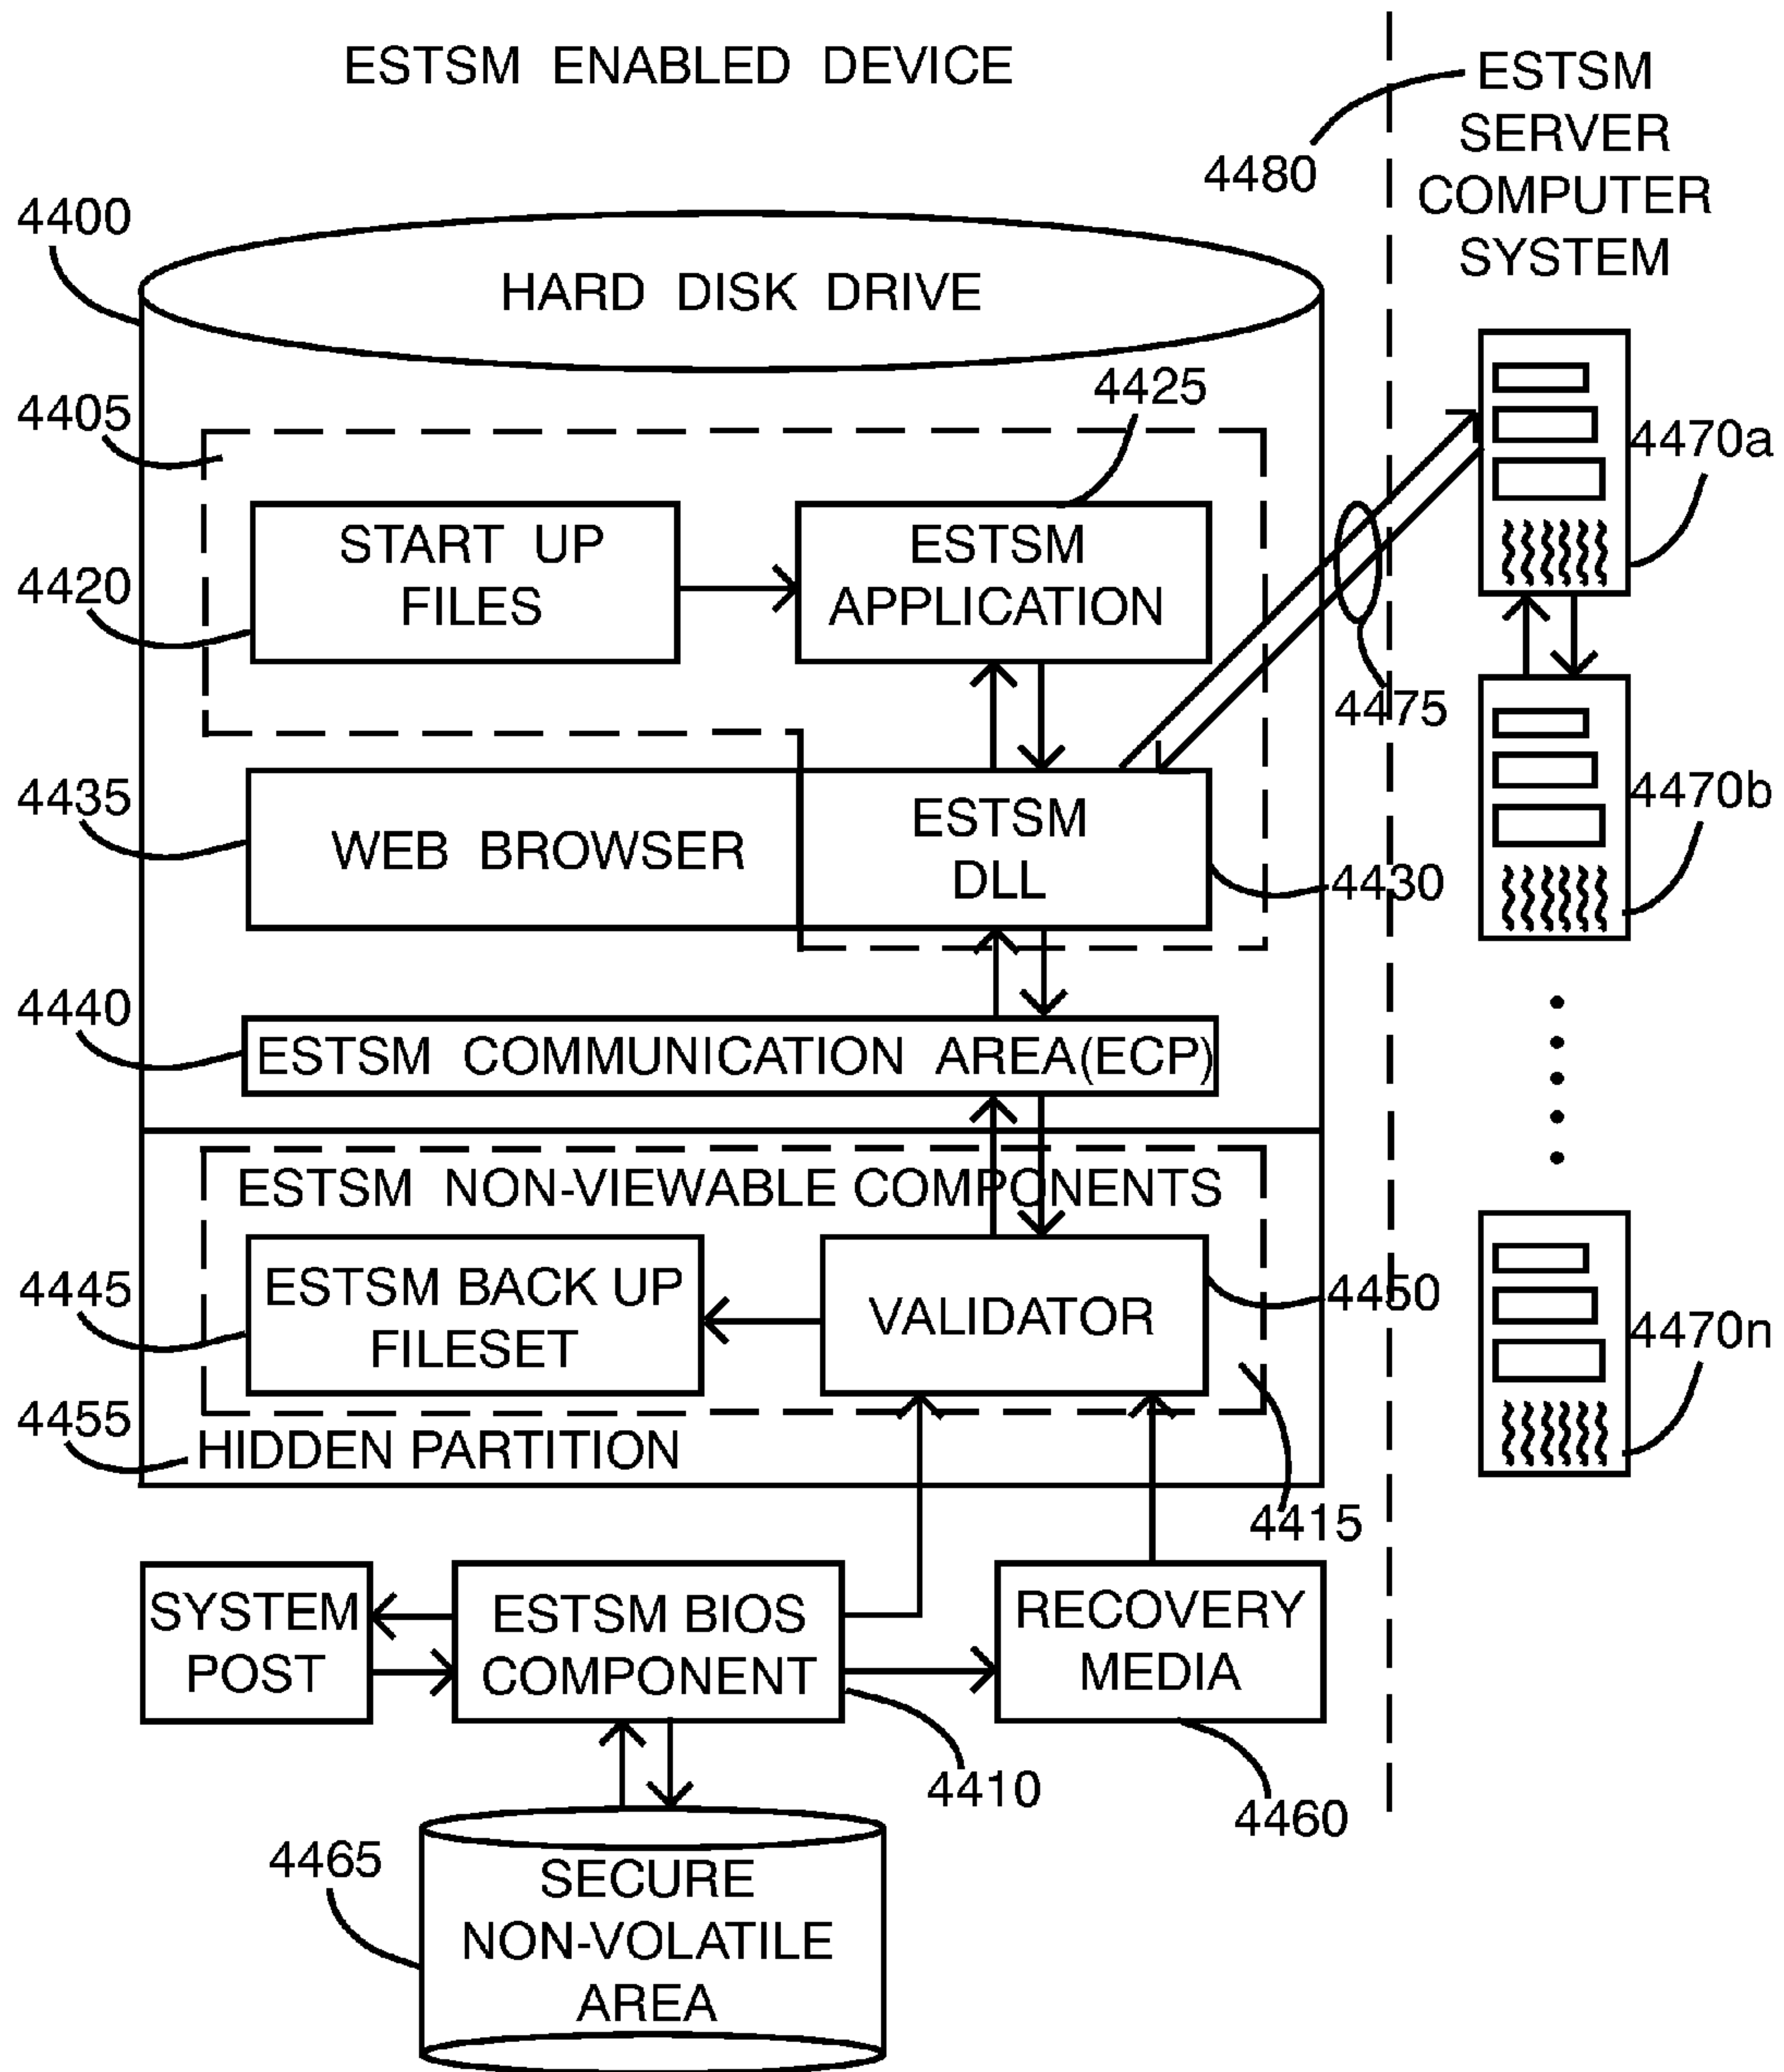 ESTSM ENABLED DEVICE
ESTSM
SERVER
COMPUTER
SYSTEM
4480
4400
HARD DISK DRIVE
4425
4405
4470a
START UP
FILES
ESTSM
APPLICATION
4420
4475
4435
WEB BROWSER
ESTSM
DLL
4470b
4430
4440
ESTSM COMMUNICATION AREA(ECP)
ESTSM NON-VIEWABLE COMPONENTS
4445
ESTSM BACK UP
FILESET
VALIDATOR
4450
4470n
4455
HIDDEN PARTITION
4415
SYSTEM
POST
ESTSM BIOS
COMPONENT
RECOVERY
MEDIA
4410
4460
4465
SECURE
NON-VOLATILE
AREA